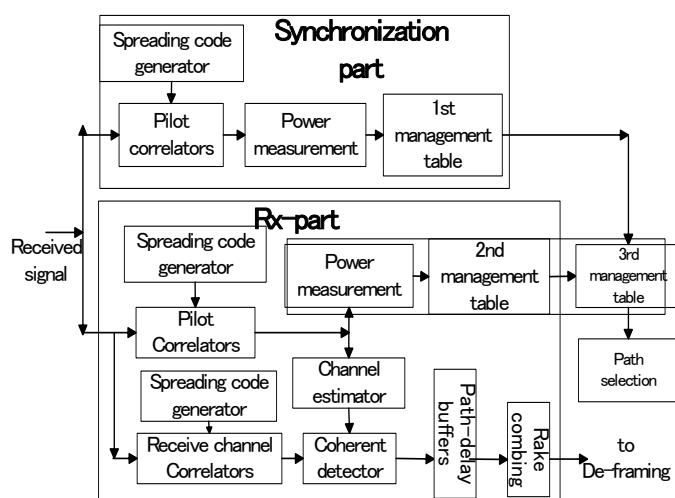 Synchronization
part
Spreading code
generator
Pilot
correlators
Power
measurement
1st
management
table
Received
signal
Rx-part
Spreading code
generator
Power
measurement
2nd
management
table
3rd
management
table
Pilot
Correlators
Path
selection
Channel
estimator
Spreading code
generator
Receive channel
Correlators
Coherent
detector
Path-delay
buffers
Rake
combing
to
De-framing